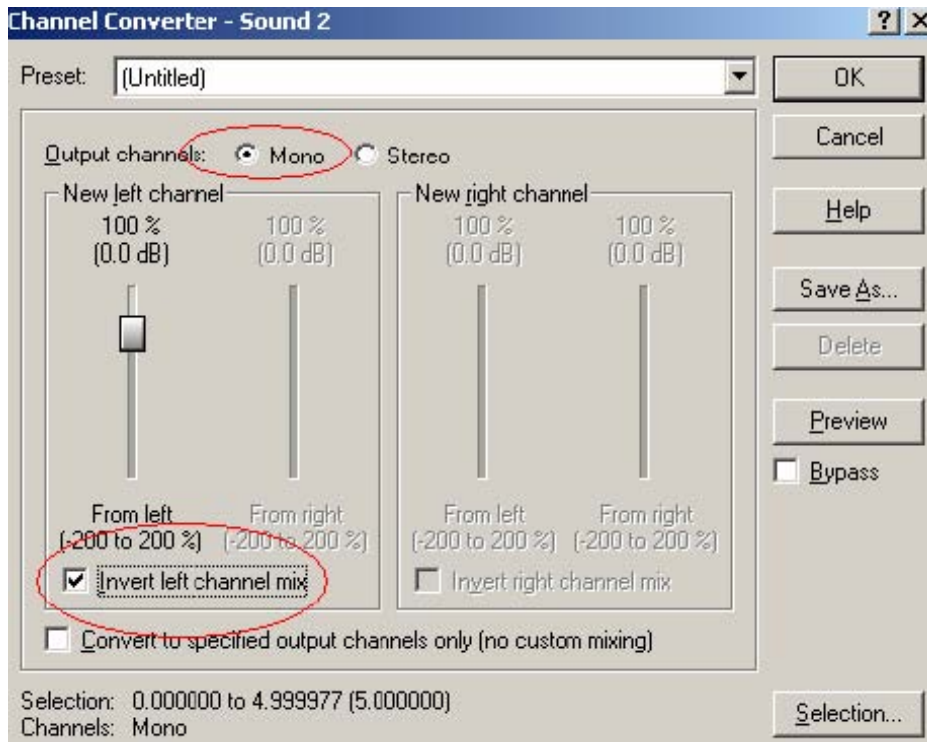 Channel Converter - Sound 2
Preset: (Untitled)
OK
Cancel
Output channels: Mono Stereo
New left channel New right channel
Help
100 % 100 % 100 % 100 %
(0.0 dB) (0.0 dB) (0.0 dB) (0.0 dB)
Save As...
Delete
Preview
Bypass
From left From right From left From right
(-200 to 200 %) (-200 to 200 %) (-200 to 200 %) (-200 to 200 %)
Invert left channel mix Invert right channel mix
Convert to specified output channels only (no custom mixing)
Selection: 0.000000 to 4.999977 (5.000000)
Channels: Mono
Selection...